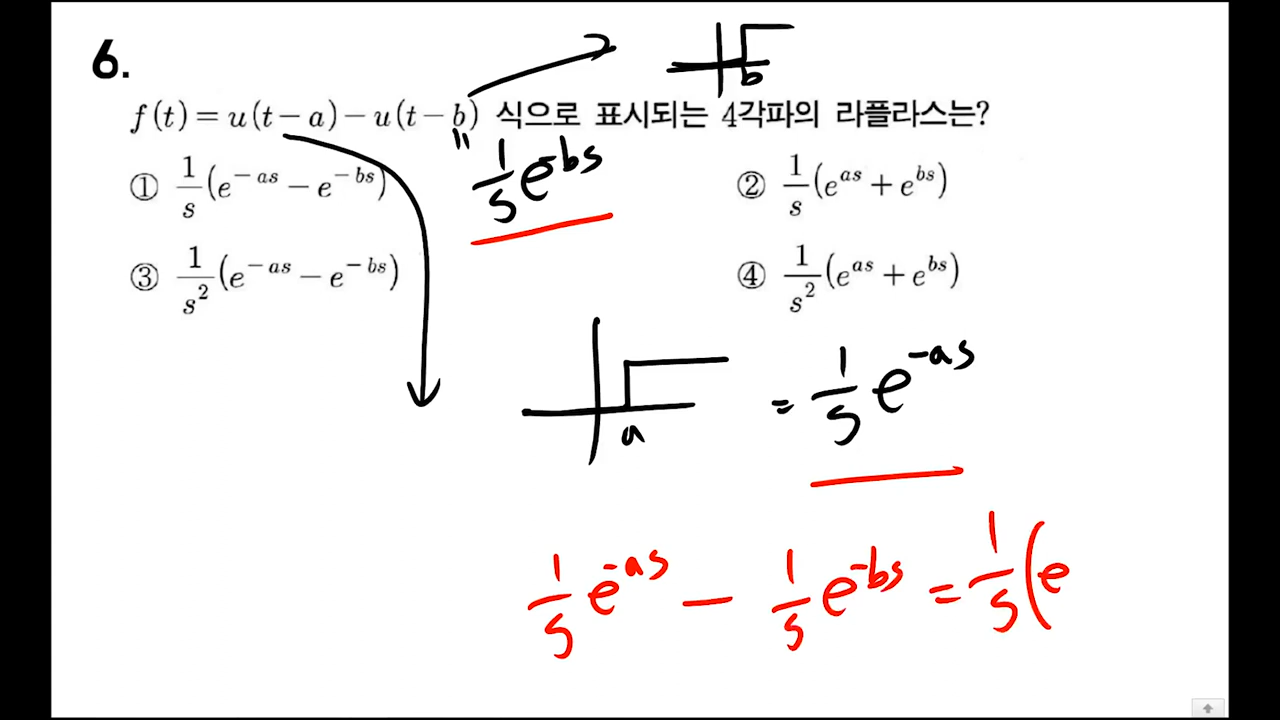 b
6.
f(t) = u(t-a) - u(t-b) 식으로 표시되는 4각파의 라플라스는?
" 1/s e^-bs
① 1/s (e^-as - e^-bs) ② 1/s (e^as + e^bs)
③ 1/s^2 (e^-as - e^-bs) ④ 1/s^2 (e^as + e^bs)
a = 1/s e^-as
1/s e^-as - 1/s e^-bs = 1/s (e